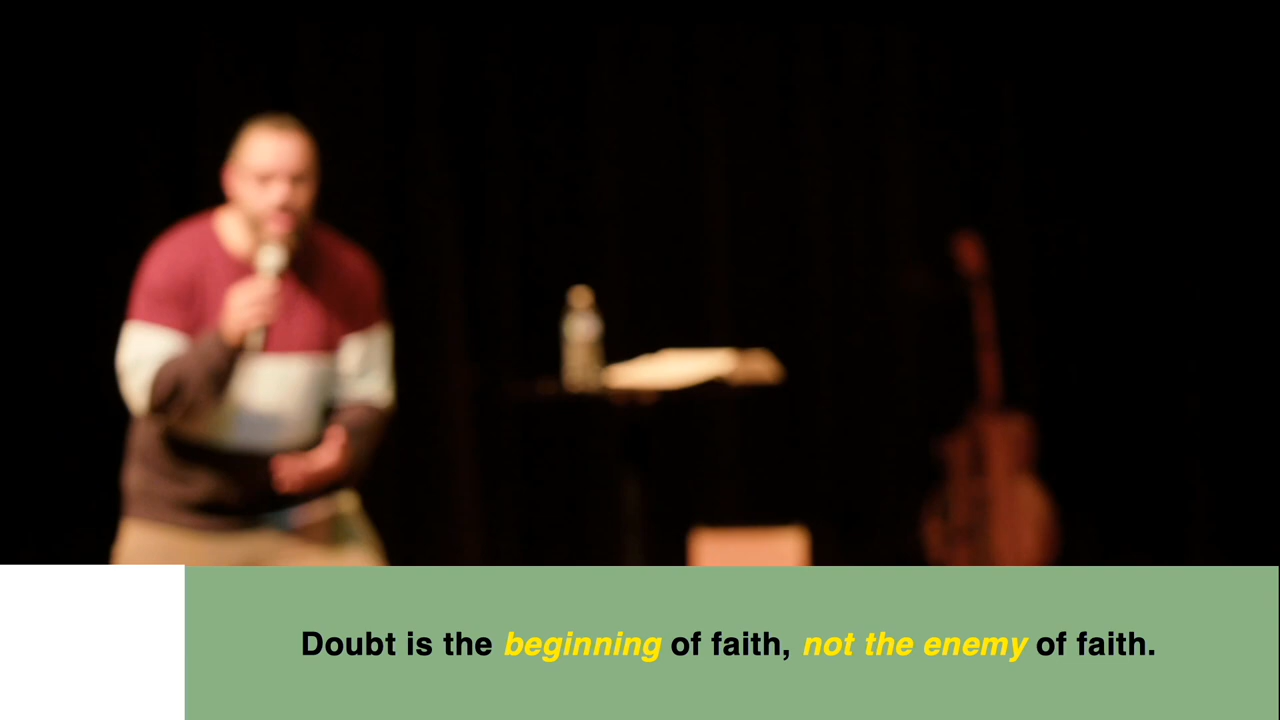 Doubt is the beginning of faith, not the enemy of faith.